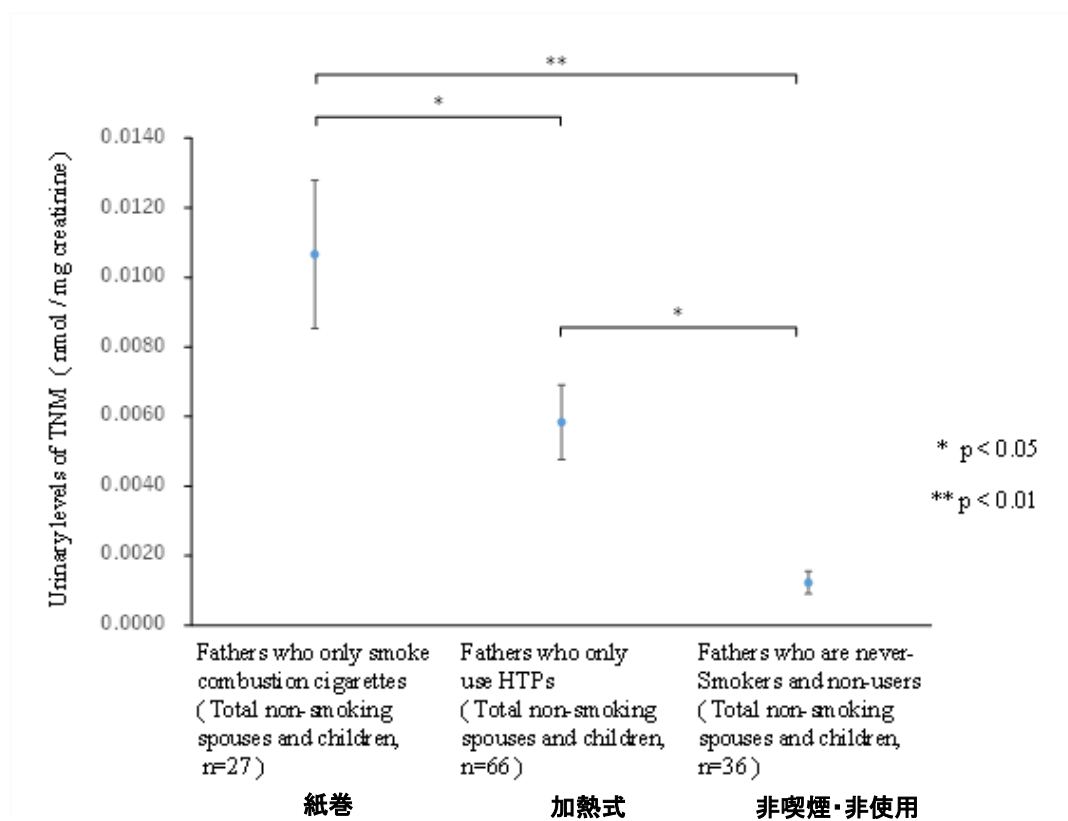 **
*
0.0140
0.0120
0.0100
0.0080
0.0060
0.0040
0.0020
0.0000
Urinary levels of TNM ( nmol / mg creatinine )
*
* p < 0.05
** p < 0.01
Fathers who only smoke
combustion cigarettes
( Total non-smoking
spouses and children,
n=27 )
紙巻
Fathers who only
use HTPs
( Total non-smoking
spouses and children,
n=66 )
加熱式
Fathers who are never-
Smokers and non-users
( Total non-smoking
spouses and children,
n=36 )
非喫煙・非使用